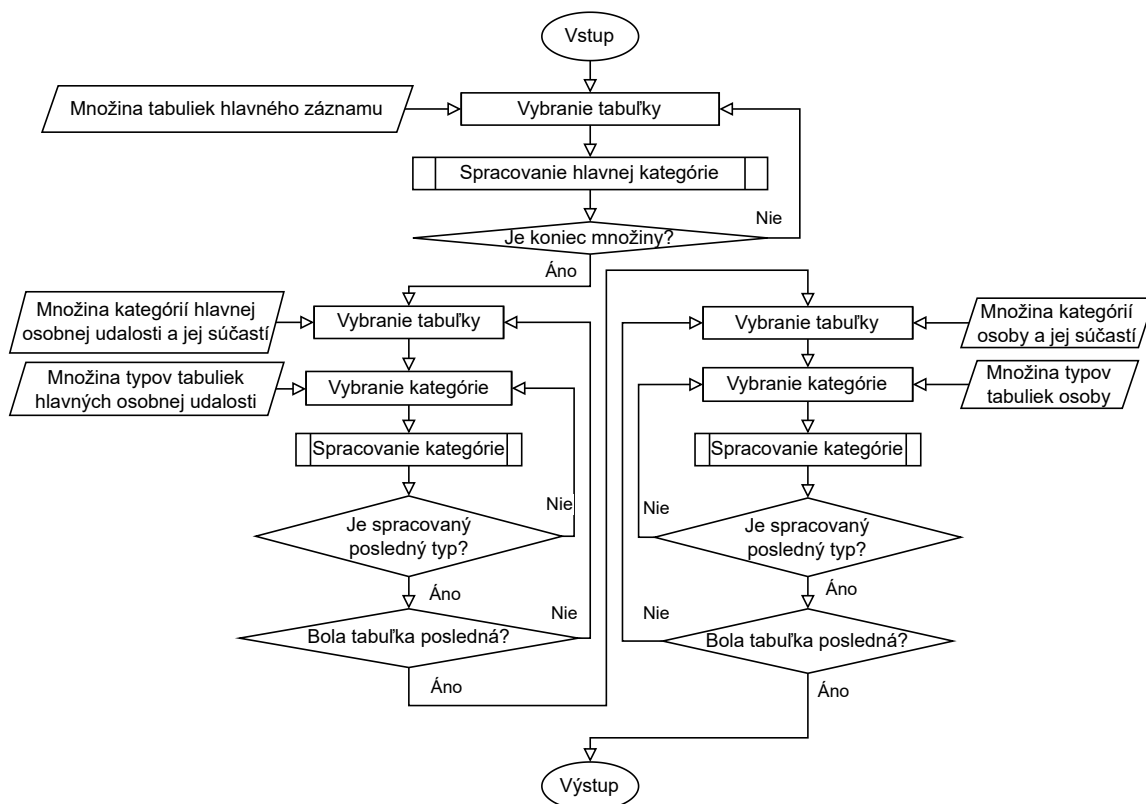 Vstup
Množina tabuliek hlavného záznamu
Vybranie tabuľky
Spracovanie hlavnej kategórie
Nie
Je koniec množiny?
Áno
Množina kategórií hlavnej
osobnej udalosti a jej súčastí
Vybranie tabuľky
Množina typov tabuliek
hlavných osobnej udalosti
Vybranie kategórie
Spracovanie kategórie
Nie
Je spracovaný
posledný typ?
Áno
Nie
Bola tabuľka posledná?
Áno
Vybranie tabuľky
Množina kategórií
osoby a jej súčastí
Vybranie kategórie
Množina typov
tabuliek osoby
Spracovanie kategórie
Nie
Je spracovaný
posledný typ?
Áno
Nie
Bola tabuľka posledná?
Áno
Výstup